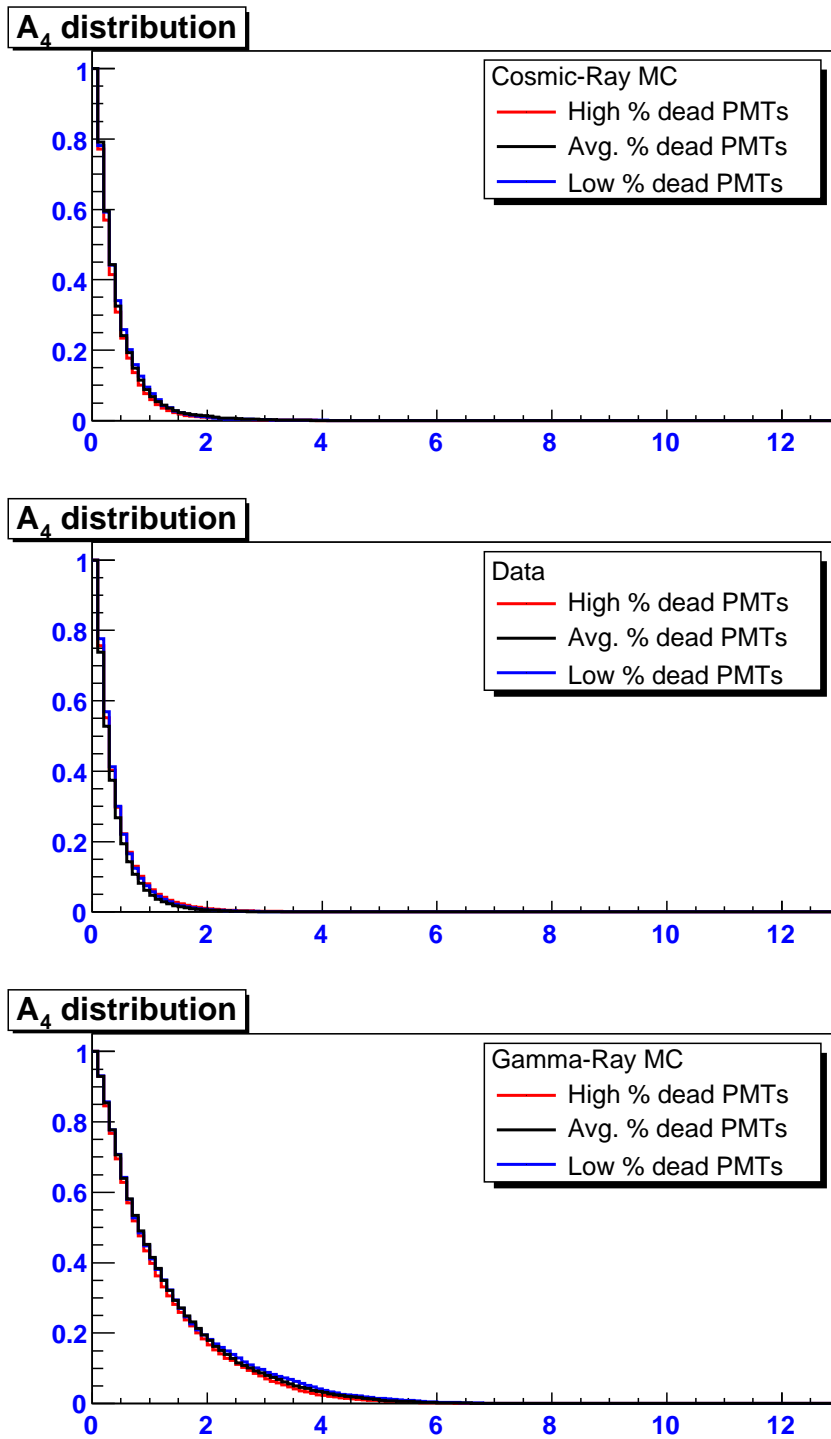 A4 distribution
Cosmic-Ray MC
High % dead PMTs
Avg. % dead PMTs
Low % dead PMTs
1
0.8
0.6
0.4
0.2
0
0 2 4 6 8 10 12
A4 distribution
Data
High % dead PMTs
Avg. % dead PMTs
Low % dead PMTs
1
0.8
0.6
0.4
0.2
0
0 2 4 6 8 10 12
A4 distribution
Gamma-Ray MC
High % dead PMTs
Avg. % dead PMTs
Low % dead PMTs
1
0.8
0.6
0.4
0.2
0
0 2 4 6 8 10 12